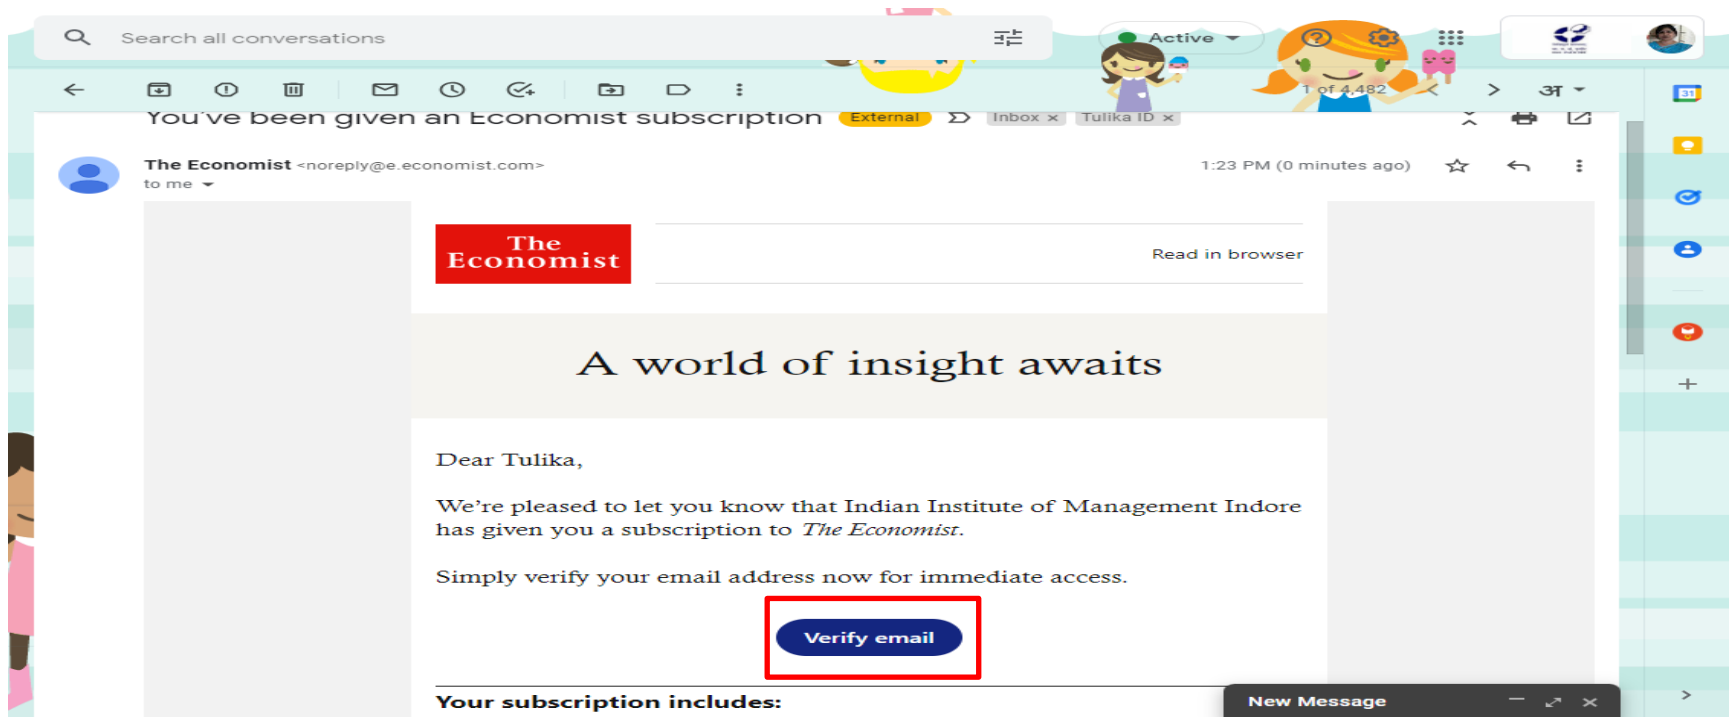 Search all conversations
Active
1 of 4,482
अ
31
You've been given an Economist subscription External Inbox x Tulika ID x
The Economist <noreply@e.economist.com>
1:23 PM (0 minutes ago)
to me
The
Economist
Read in browser
A world of insight awaits
Dear Tulika,
We're pleased to let you know that Indian Institute of Management Indore
has given you a subscription to The Economist.
Simply verify your email address now for immediate access.
Verify email
Your subscription includes:
New Message